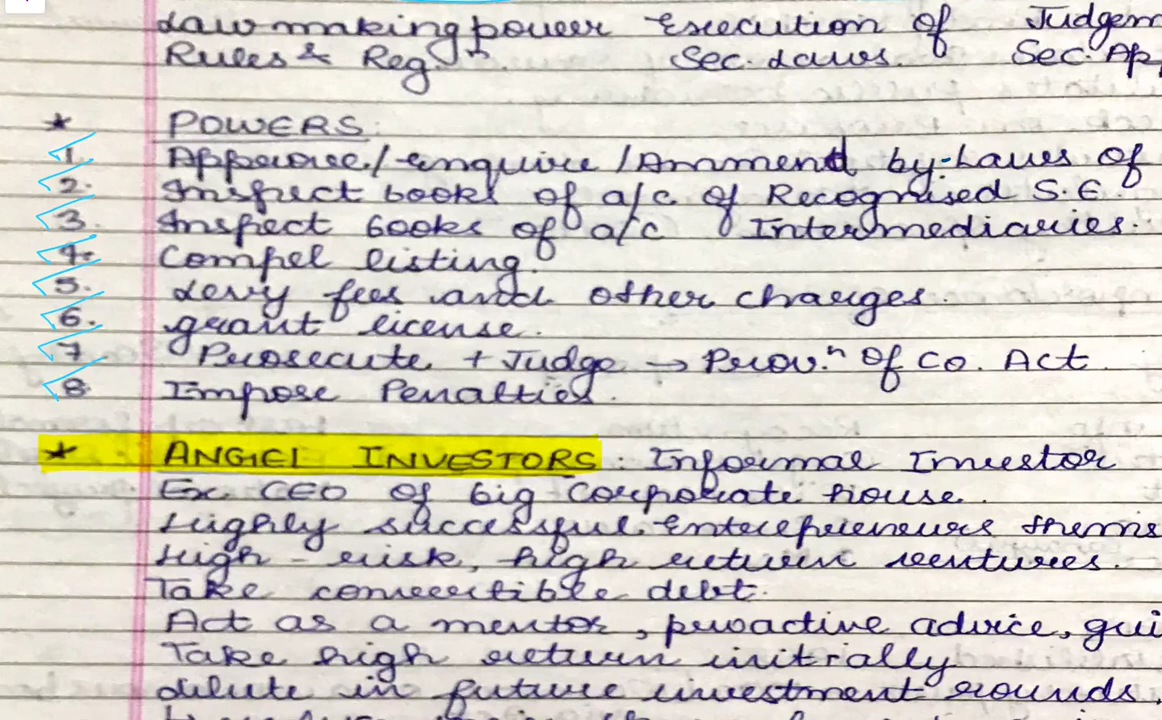 Law making power Execution of Judgem
Rules & Reg.ⁿ. Sec. Laws. Sec. Ap
* POWERS:
1. Approve/enquire/Amment by-Laws of
2. Inspect books of a/c of Recognised S.E.
3. Inspect books of a/c Intermediaries.
4. Compel listing.
5. Levy fees and other charges.
6. grant license.
7. Prosecute + Judge → Prov.ⁿ Of Co. Act
8. Impose Penalties.
* ANGEL INVESTORS: Informal Investor
Ex CEO of big corporate house.
Highly successful Entrepreneurs thems
High - risk, high return ventures.
Take convertible debt.
Act as a mentor, proactive advice, gui
Take high return initially
dilute in future investment rounds.